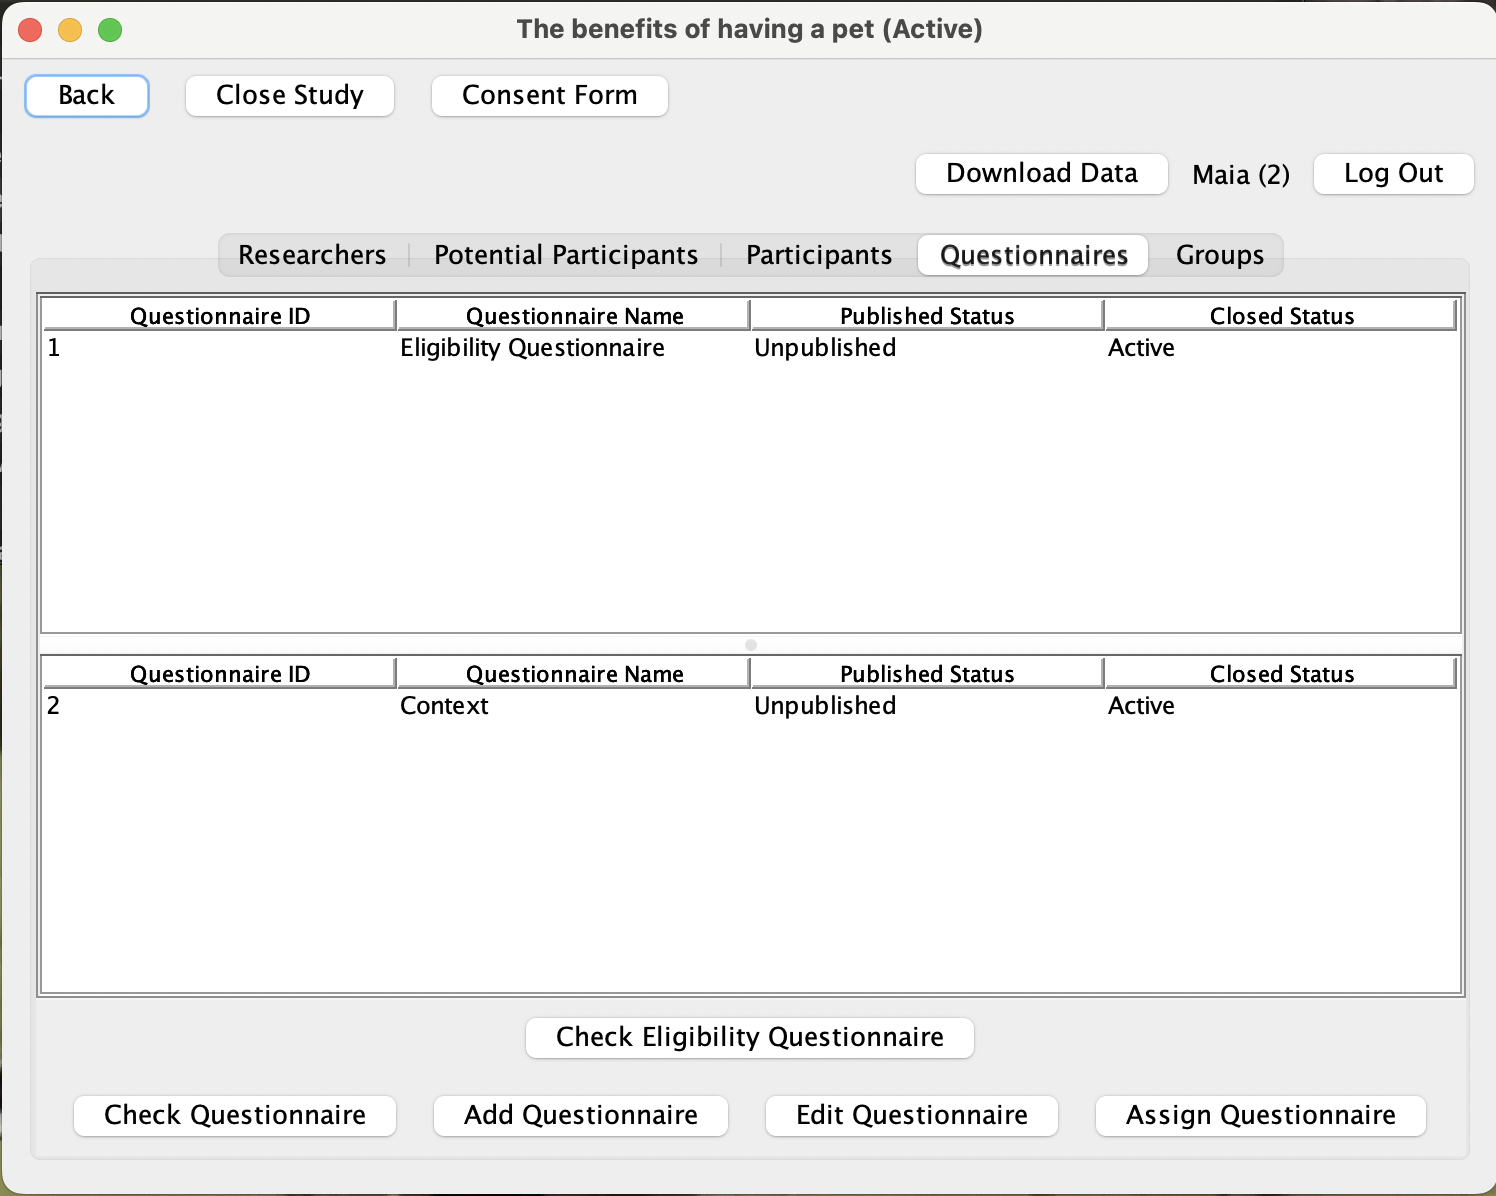 The benefits of having a pet (Active)
Back Close Study Consent Form
Download Data Maia (2) Log Out
Researchers Potential Participants Participants Questionnaires Groups
Questionnaire ID Questionnaire Name Published Status Closed Status
1 Eligibility Questionnaire Unpublished Active
Questionnaire ID Questionnaire Name Published Status Closed Status
2 Context Unpublished Active
Check Eligibility Questionnaire
Check Questionnaire Add Questionnaire Edit Questionnaire Assign Questionnaire